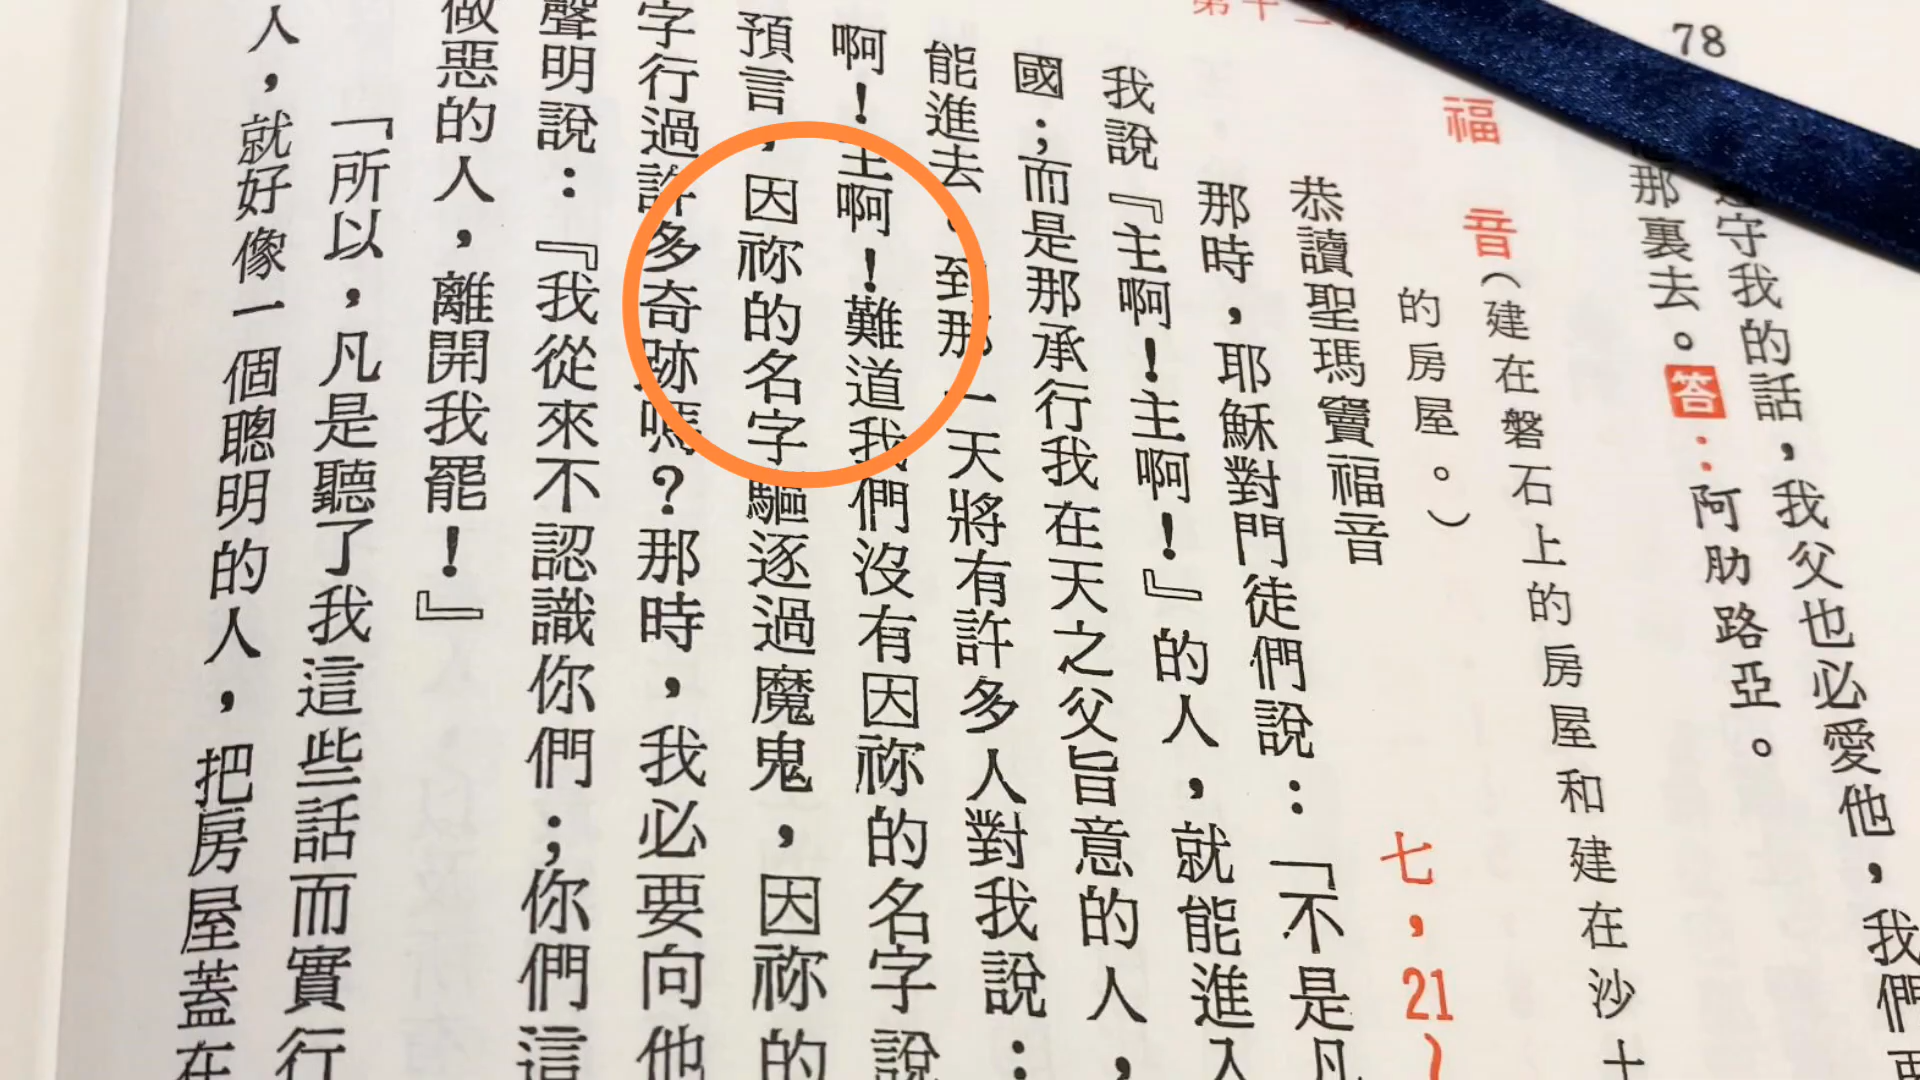 78
守我的話，我父也必愛他，我們
那裏去。答：阿肋路亞。
福音（建在磐石上的房屋和建在沙土
的房屋。）
七，21
恭讀聖瑪竇福音
那時，耶穌對門徒們說：「不是凡
我說『主啊！主啊！』的人，就能進入
國；而是那承行我在天之父旨意的人，
能進去。到那一天將有許多人對我說：
啊！主啊！難道我們沒有因祢的名字說
預言，因祢的名字驅逐過魔鬼，因祢的
字行過許多奇跡嗎？那時，我必要向他
聲明說：『我從來不認識你們；你們這
做惡的人，離開我罷！』
「所以，凡是聽了我這些話而實行
人，就好像一個聰明的人，把房屋蓋在